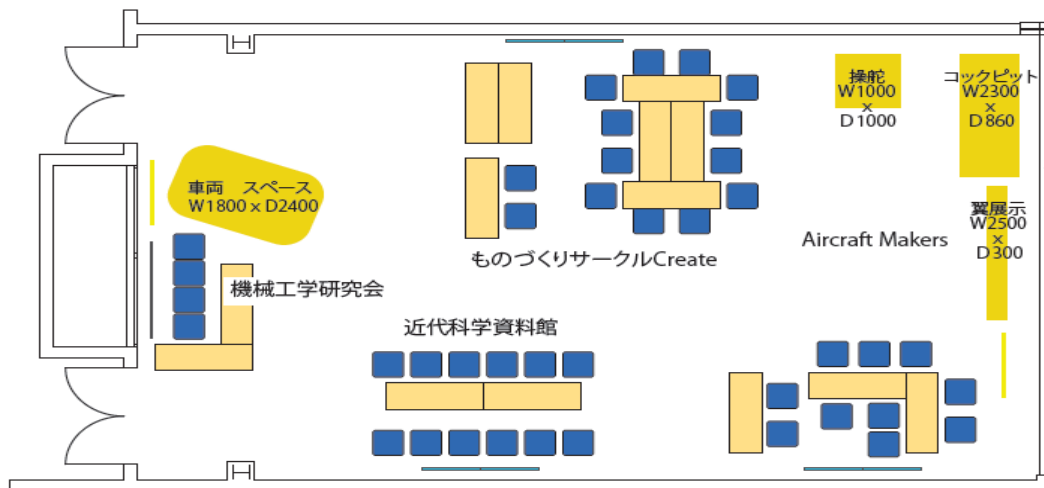 操舵
W1000
×
D1000
コックピット
W2300
×
D860
車両　スペース
W1800×D2400
翼展示
W2500
×
D300
Aircraft Makers
ものづくりサークルCreate
機械工学研究会
近代科学資料館